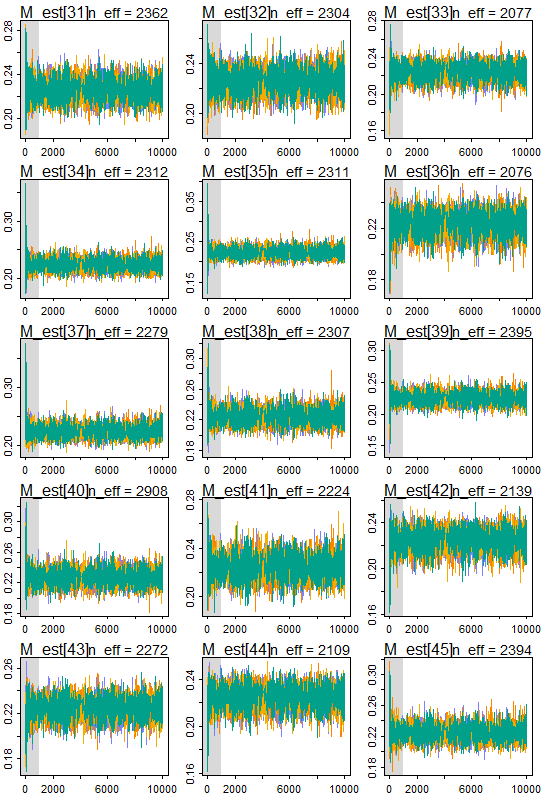 M_est[31]n_eff = 2362 M_est[32]n_eff = 2304 M_est[33]n_eff = 2077
0.20 0.24 0.28 0.20 0.24 0.16 0.20 0.24 0.28
0 2000 6000 10000 0 2000 6000 10000 0 2000 6000 10000
M_est[34]n_eff = 2312 M_est[35]n_eff = 2311 M_est[36]n_eff = 2076
0.20 0.30 0.15 0.25 0.35 0.18 0.22
0 2000 6000 10000 0 2000 6000 10000 0 2000 6000 10000
M_est[37]n_eff = 2279 M_est[38]n_eff = 2307 M_est[39]n_eff = 2395
0.20 0.30 0.18 0.22 0.26 0.30 0.15 0.20 0.25 0.30
0 2000 6000 10000 0 2000 6000 10000 0 2000 6000 10000
M_est[40]n_eff = 2908 M_est[41]n_eff = 2224 M_est[42]n_eff = 2139
0.18 0.22 0.26 0.30 0.20 0.24 0.28 0.16 0.20 0.24
0 2000 6000 10000 0 2000 6000 10000 0 2000 6000 10000
M_est[43]n_eff = 2272 M_est[44]n_eff = 2109 M_est[45]n_eff = 2394
0.18 0.22 0.26 0.16 0.20 0.24 0.18 0.22 0.26 0.30
0 2000 6000 10000 0 2000 6000 10000 0 2000 6000 10000